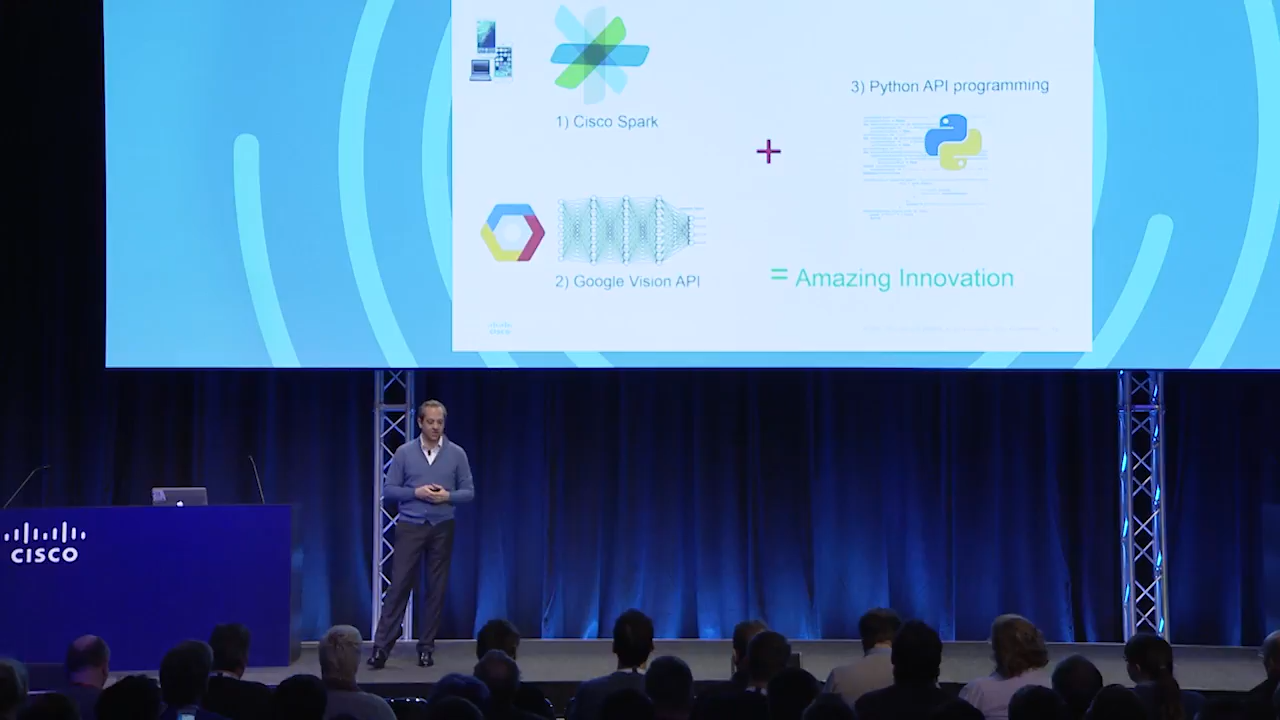 1) Cisco Spark
2) Google Vision API
+
3) Python API programming
= Amazing Innovation
CISCO